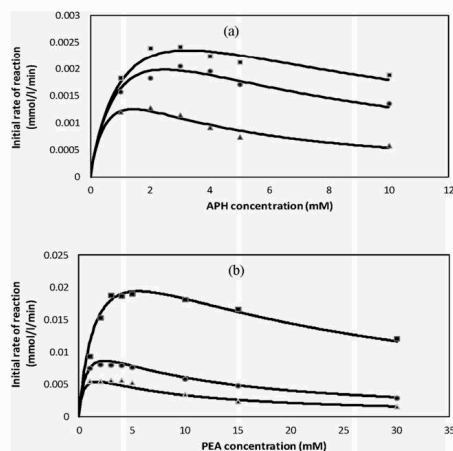 (a)
Initial rate of reaction
(mmol/l/min)
0.003
0.0025
0.002
0.0015
0.001
0.0005
0
0 2 4 6 8 10 12
APH concentration (mM)
(b)
Initial rate of reaction
(mmol/l/min)
0.025
0.02
0.015
0.01
0.005
0
0 5 10 15 20 25 30 35
PEA concentration (mM)